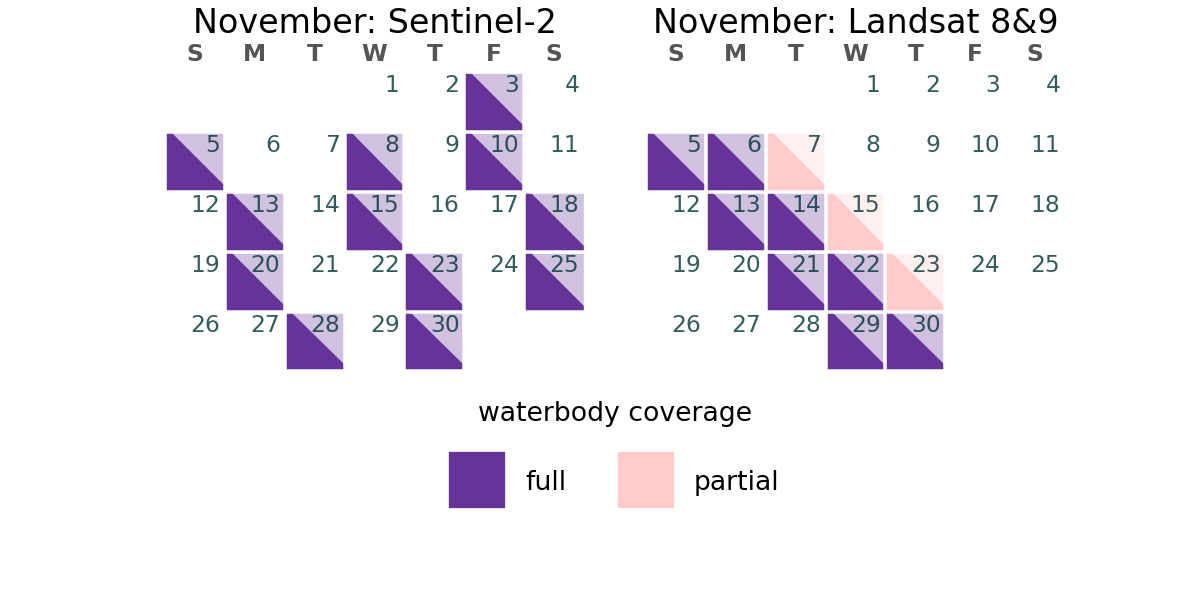 November: Sentinel-2
S M T W T F S
1 2 3 4
5 6 7 8 9 10 11
12 13 14 15 16 17 18
19 20 21 22 23 24 25
26 27 28 29 30
November: Landsat 8&9
S M T W T F S
1 2 3 4
5 6 7 8 9 10 11
12 13 14 15 16 17 18
19 20 21 22 23 24 25
26 27 28 29 30
waterbody coverage
full partial